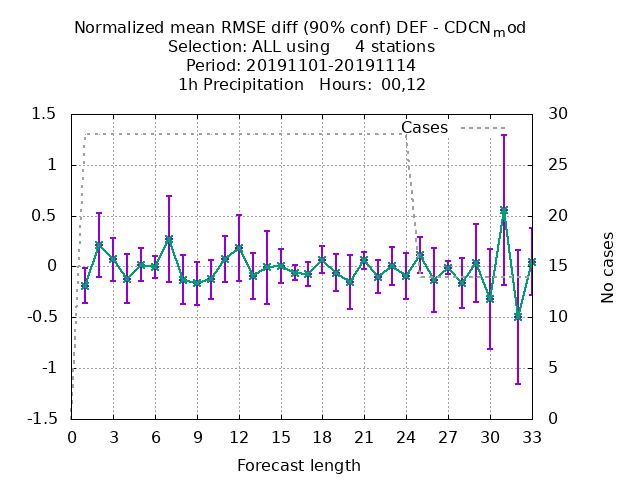 Normalized mean RMSE diff (90% conf) DEF - CDCNmod
Selection: ALL using 4 stations
Period: 20191101-20191114
1h Precipitation Hours: 00,12
1.5 30
Cases
1 25
0.5 20
0 15
-0.5 10
-1 5
-1.5 0
No cases
0 3 6 9 12 15 18 21 24 27 30 33
Forecast length